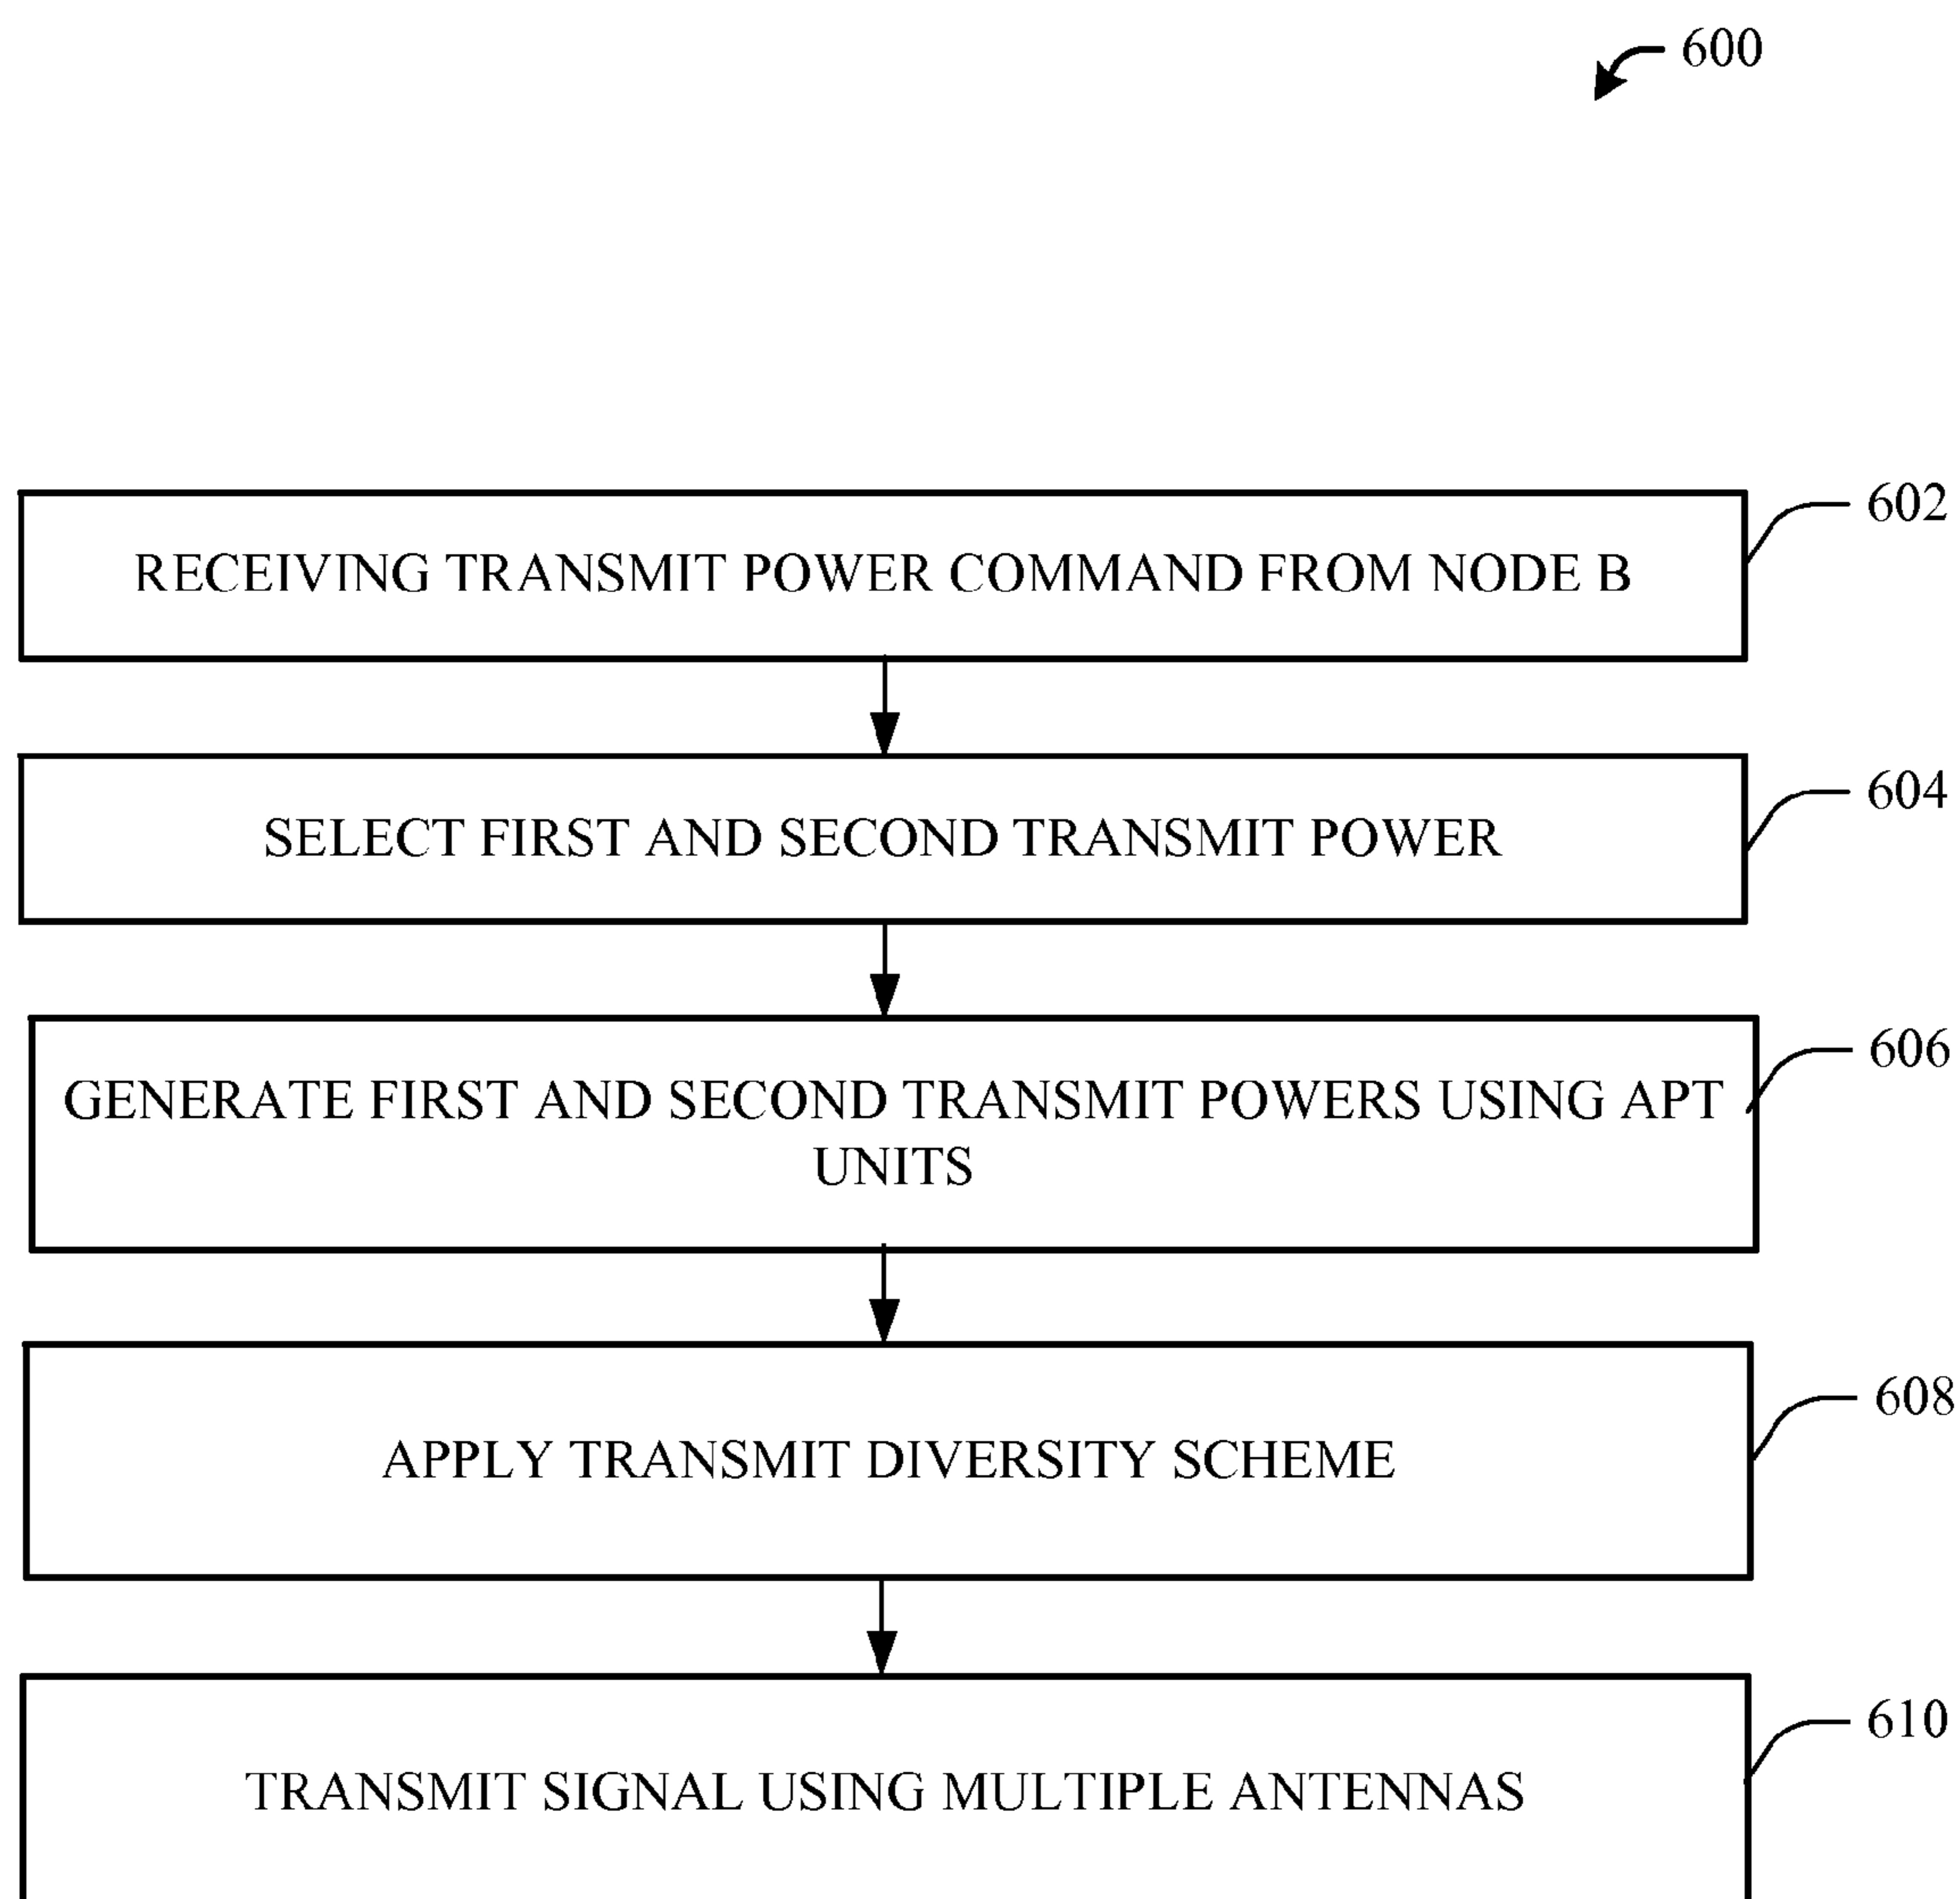 600
RECEIVING TRANSMIT POWER COMMAND FROM NODE B
602
SELECT FIRST AND SECOND TRANSMIT POWER
604
GENERATE FIRST AND SECOND TRANSMIT POWERS USING APT
UNITS
606
APPLY TRANSMIT DIVERSITY SCHEME
608
TRANSMIT SIGNAL USING MULTIPLE ANTENNAS
610